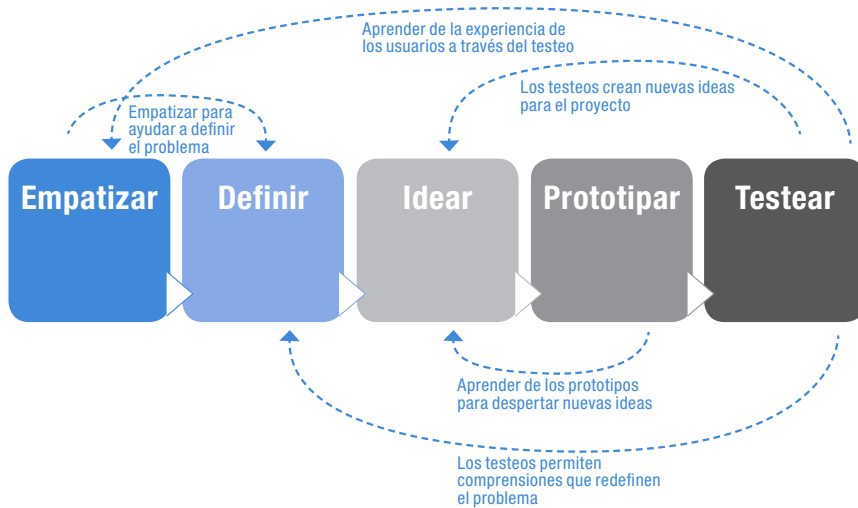 Aprender de la experiencia de
los usuarios a través del testeo
Los testeos crean nuevas ideas
para el proyecto
Empatizar para
ayudar a definir
el problema
Empatizar
Definir
Idear
Prototipar
Testear
Aprender de los prototipos
para despertar nuevas ideas
Los testeos permiten
comprensiones que redefinen
el problema